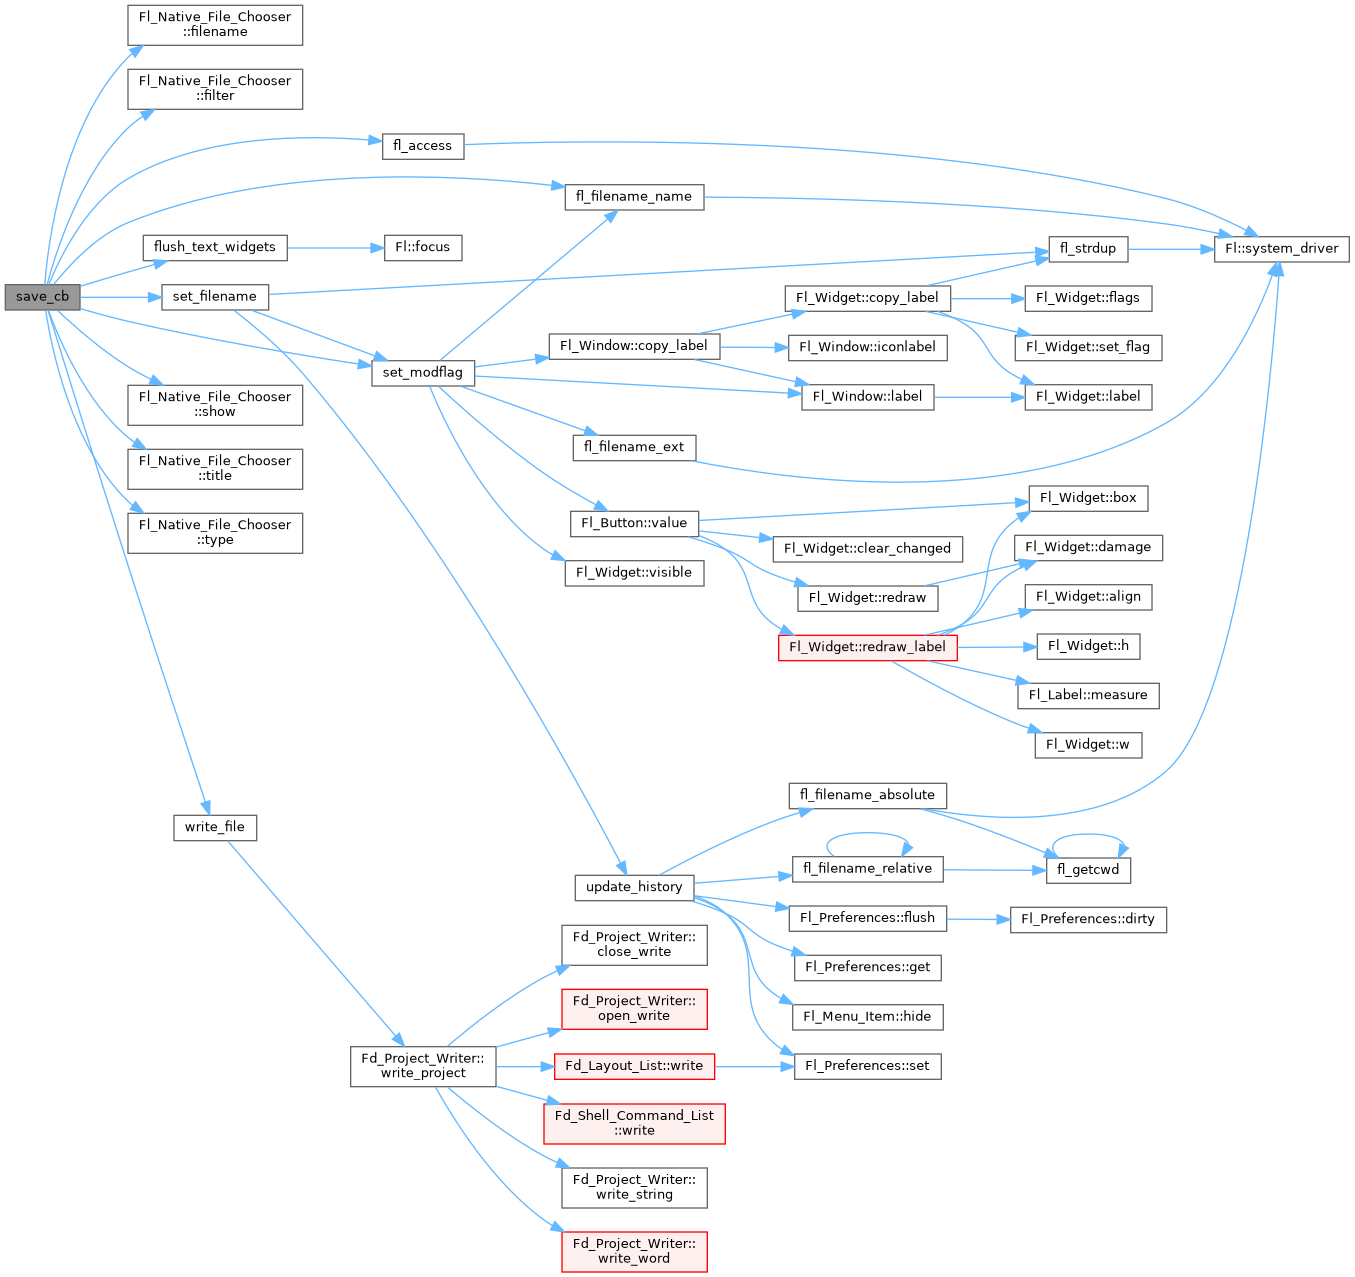 Fl_Native_File_Chooser
::filename
Fl_Native_File_Chooser
::filter
fl_access
fl_filename_name
flush_text_widgets
Fl::focus
fl_strdup
Fl::system_driver
save_cb
set_filename
Fl_Widget::copy_label
Fl_Widget::flags
Fl_Window::copy_label
Fl_Window::iconlabel
Fl_Widget::set_flag
set_modflag
Fl_Native_File_Chooser
::show
Fl_Window::label
Fl_Widget::label
fl_filename_ext
Fl_Native_File_Chooser
::title
Fl_Widget::box
Fl_Native_File_Chooser
::type
Fl_Button::value
Fl_Widget::clear_changed
Fl_Widget::damage
Fl_Widget::visible
Fl_Widget::redraw
Fl_Widget::align
Fl_Widget::redraw_label
Fl_Widget::h
Fl_Label::measure
Fl_Widget::w
fl_filename_absolute
write_file
fl_filename_relative
fl_getcwd
update_history
Fl_Preferences::flush
Fl_Preferences::dirty
Fd_Project_Writer::
close_write
Fl_Preferences::get
Fd_Project_Writer::
open_write
Fl_Menu_Item::hide
Fd_Project_Writer::
write_project
Fd_Layout_List::write
Fl_Preferences::set
Fd_Shell_Command_List
::write
Fd_Project_Writer::
write_string
Fd_Project_Writer::
write_word